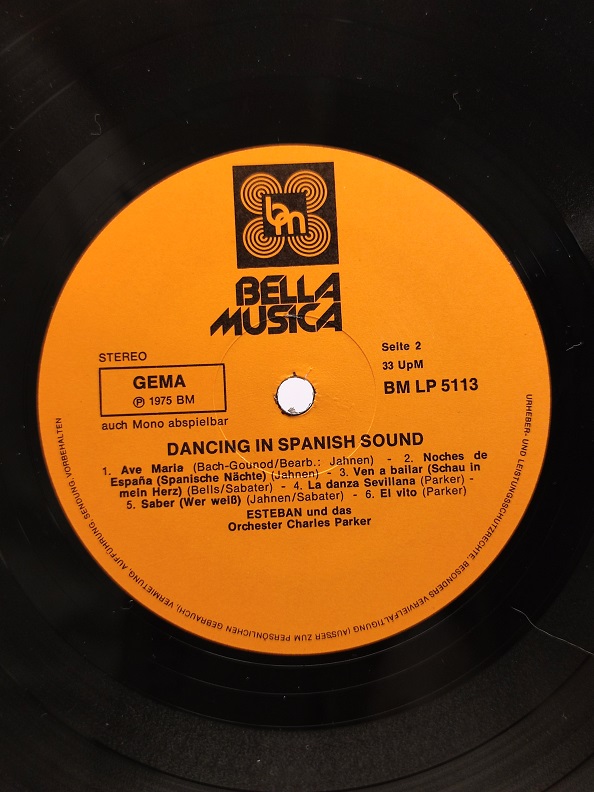 bm
BELLA
MUSICA
STEREO
GEMA
℗ 1975 BM
auch Mono abspielbar
Seite 2
33 UpM
BM LP 5113
DANCING IN SPANISH SOUND
1. Ave Maria (Bach-Gounod/Bearb.: Jahnen) - 2. Noches de
España (Spanische Nächte) (Jahnen) - 3. Ven a bailar (Schau in
mein Herz) (Bells/Sabater) - 4. La danza Sevillana (Parker) -
5. Saber (Wer weiß) (Jahnen/Sabater) - 6. El vito (Parker)
ESTEBAN und das
Orchester Charles Parker
URHEBER- UND LEISTUNGSSCHUTZRECHTE, BESONDERS VERVIELFÄLTIGUNG (AUSSER ZUM PERSÖNLICHEN GEBRAUCH), VERMIETUNG, AUFFÜHRUNG, SENDUNG, VORBEHALTEN